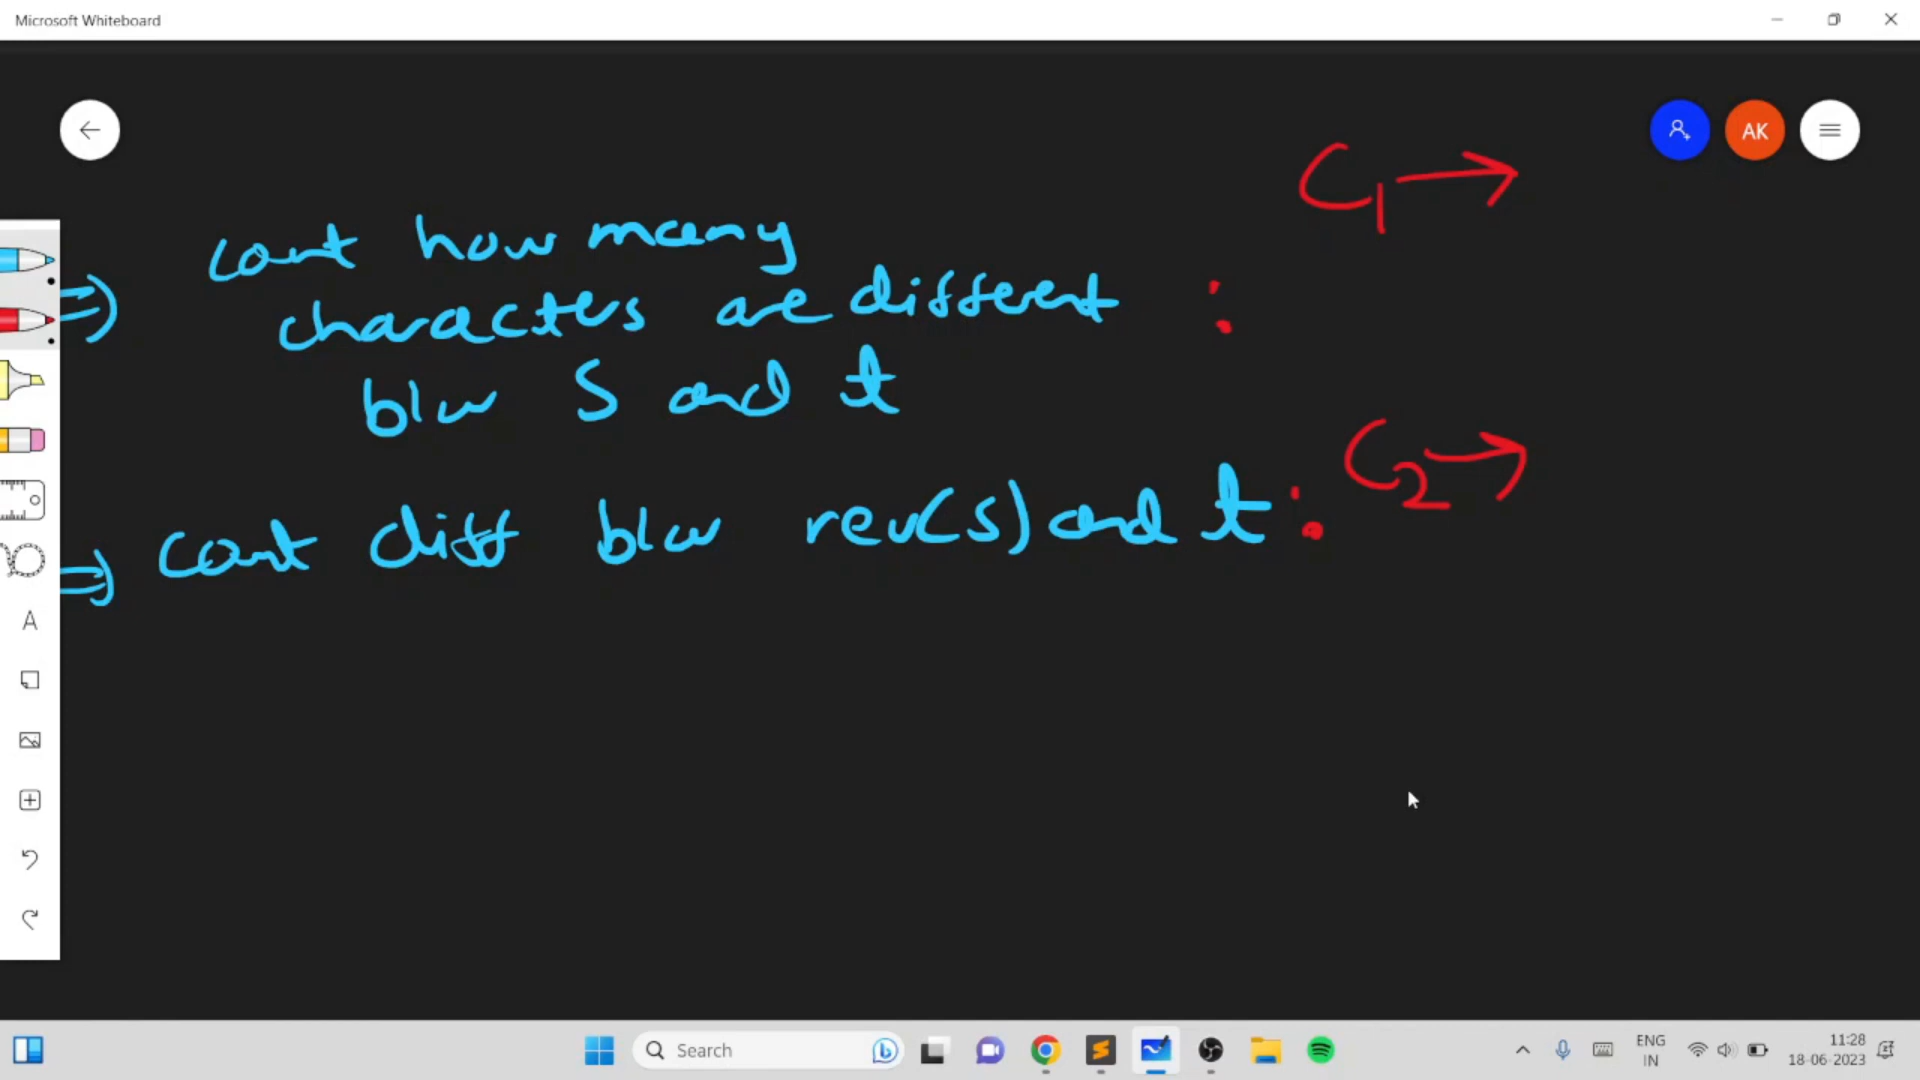 Microsoft Whiteboard
AK
C1 →
⇒ count how many
characters are different :
b/w S and t
C2 →
⇒ count diff b/w rev(s) and t :
A
Search
ENG
IN
11:28
18-06-2023